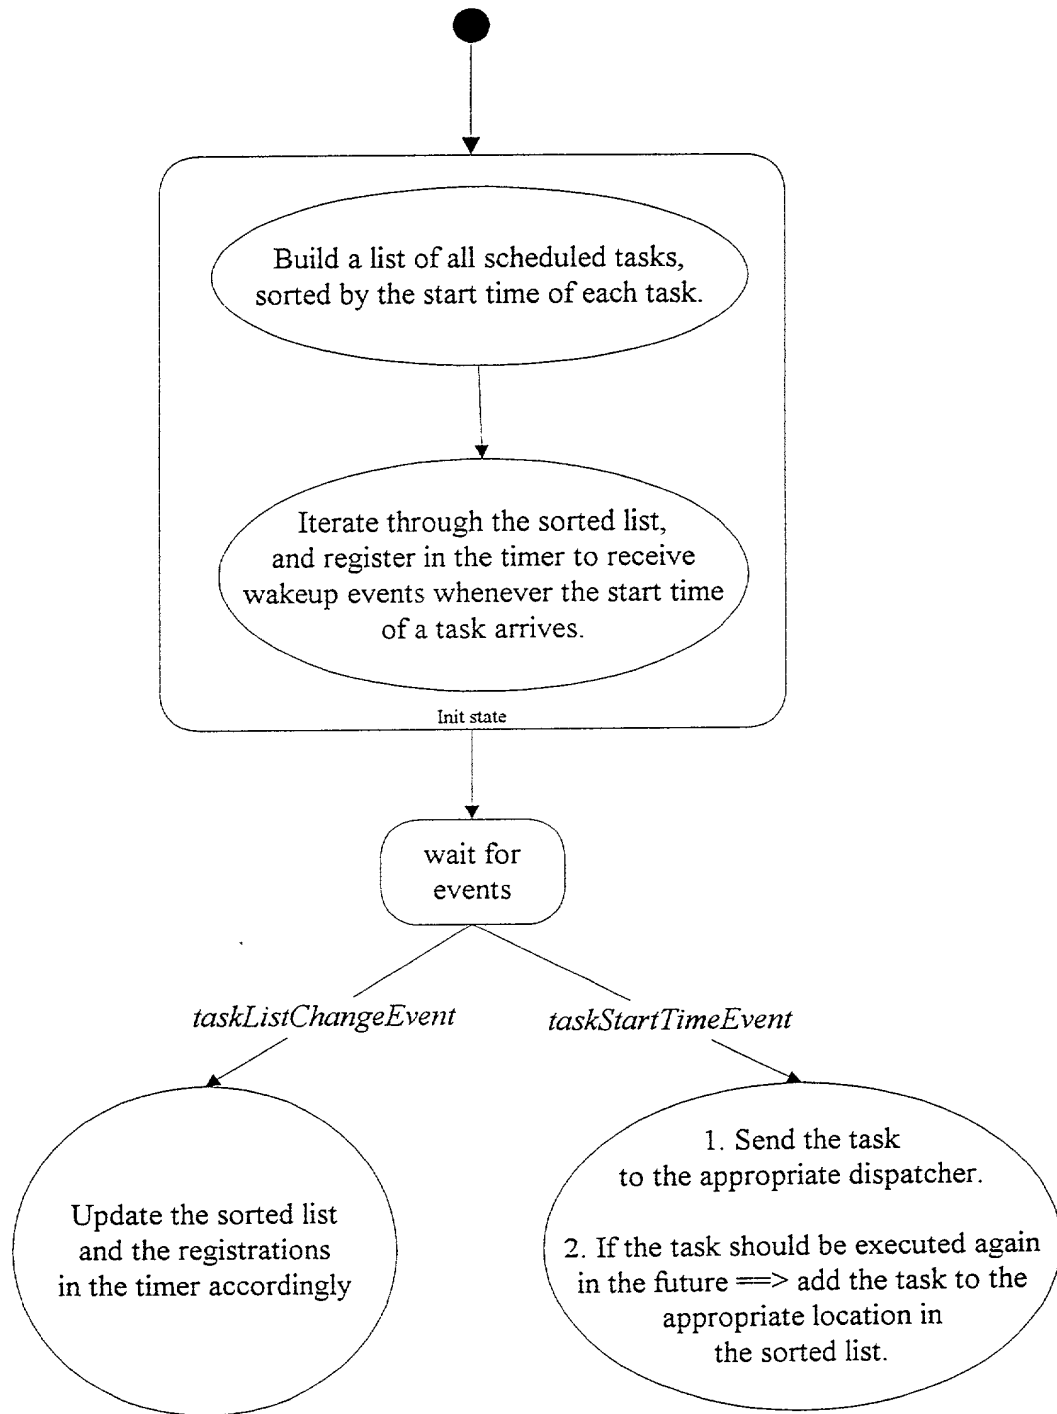 Build a list of all scheduled tasks,
sorted by the start time of each task.
Iterate through the sorted list,
and register in the timer to receive
wakeup events whenever the start time
of a task arrives.
Init state
wait for
events
taskListChangeEvent
taskStartTimeEvent
Update the sorted list
and the registrations
in the timer accordingly
1. Send the task
to the appropriate dispatcher.
2. If the task should be executed again
in the future ==> add the task to the
appropriate location in
the sorted list.